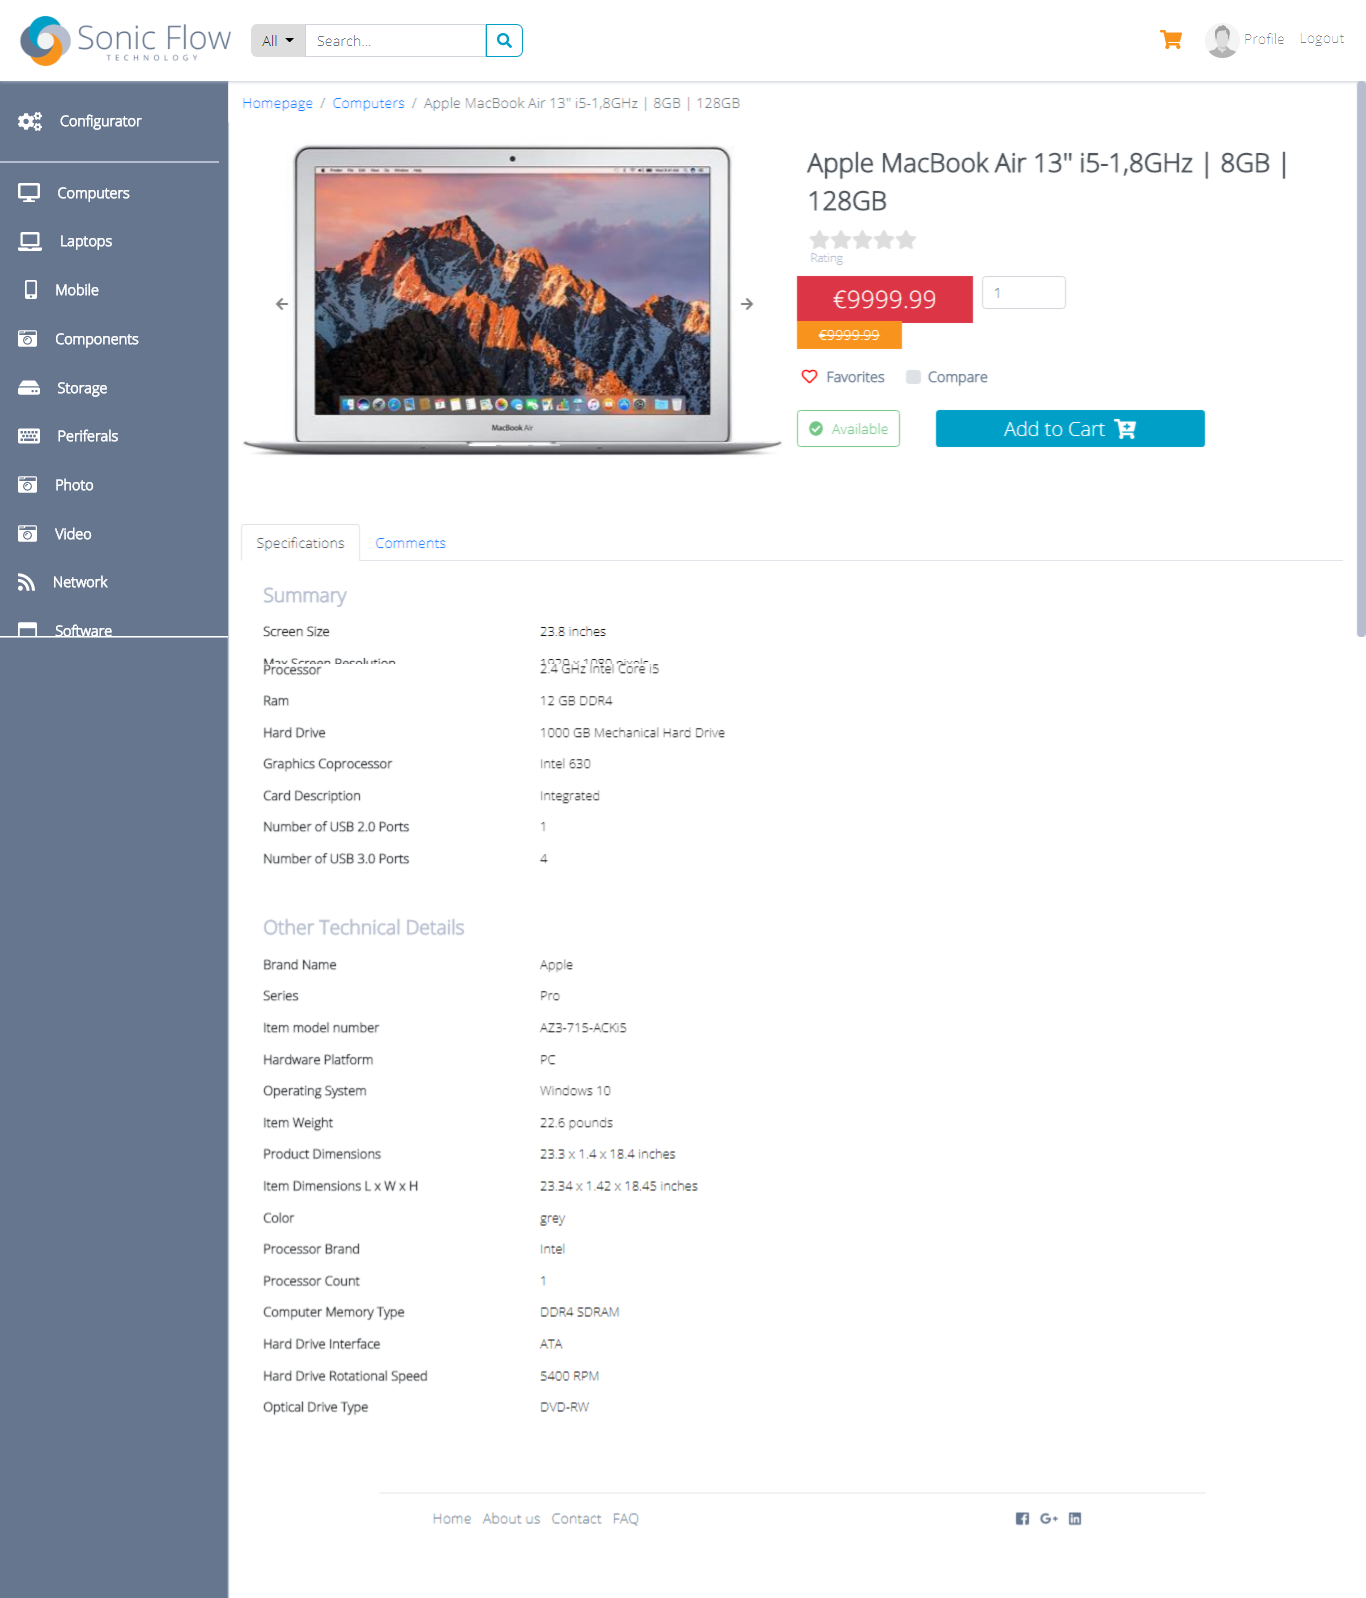 Sonic Flow
TECHNOLOGY
All
Search...
Profile
Logout
Configurator
Computers
Laptops
Mobile
Components
Storage
Periferals
Photo
Video
Network
Software
Homepage / Computers / Apple MacBook Air 13" i5-1,8GHz | 8GB | 128GB
MacBook Air
Apple MacBook Air 13" i5-1,8GHz | 8GB |
128GB
Rating
€9999.99
1
€9999.99
Favorites
Compare
Available
Add to Cart
Specifications
Comments
Summary
Screen Size 23.8 inches
Max Screen Resolution 1920 x 1080 pixels
Processor 2.4 GHz Intel Core i5
Ram 12 GB DDR4
Hard Drive 1000 GB Mechanical Hard Drive
Graphics Coprocessor Intel 630
Card Description Integrated
Number of USB 2.0 Ports 1
Number of USB 3.0 Ports 4
Other Technical Details
Brand Name Apple
Series Pro
Item model number AZ3-715-ACKi5
Hardware Platform PC
Operating System Windows 10
Item Weight 22.6 pounds
Product Dimensions 23.3 x 1.4 x 18.4 inches
Item Dimensions L x W x H 23.34 x 1.42 x 18.45 inches
Color grey
Processor Brand Intel
Processor Count 1
Computer Memory Type DDR4 SDRAM
Hard Drive Interface ATA
Hard Drive Rotational Speed 5400 RPM
Optical Drive Type DVD-RW
Home About us Contact FAQ